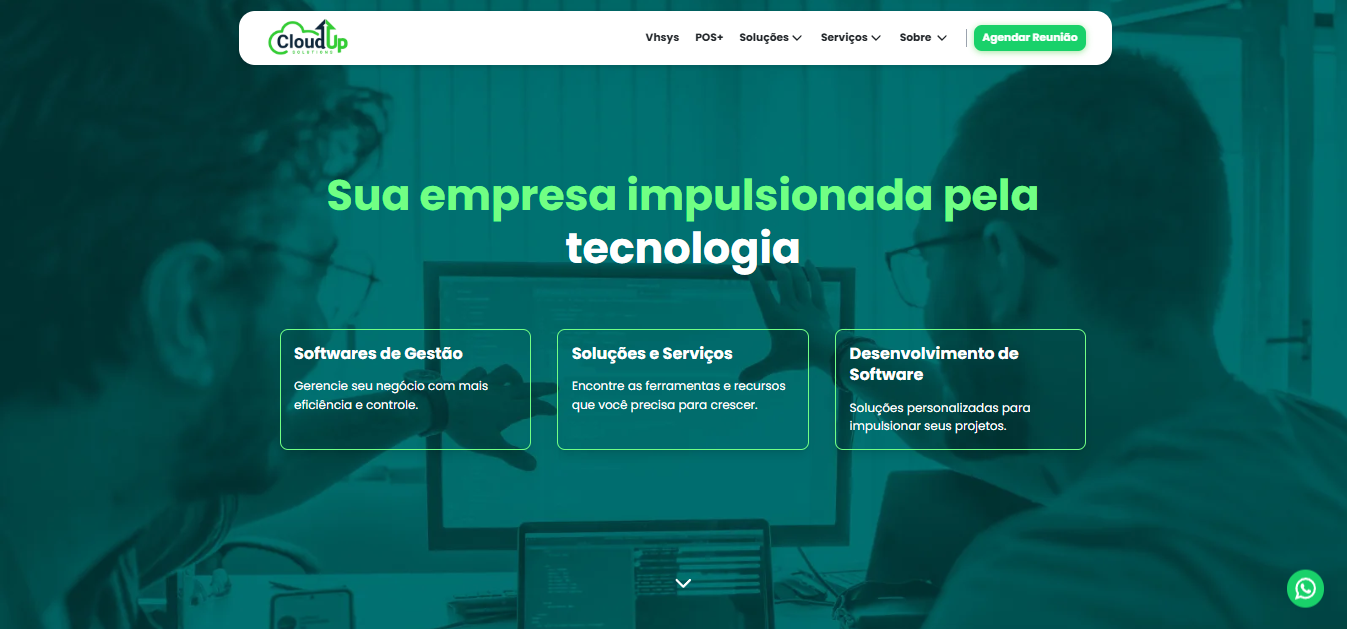 CloudUp
SOLUTIONS
Vhsys
POS+
Soluções
Serviços
Sobre
Agendar Reunião
Sua empresa impulsionada pela
tecnologia
Softwares de Gestão
Gerencie seu negócio com mais
eficiência e controle.
Soluções e Serviços
Encontre as ferramentas e recursos
que você precisa para crescer.
Desenvolvimento de
Software
Soluções personalizadas para
impulsionar seus projetos.